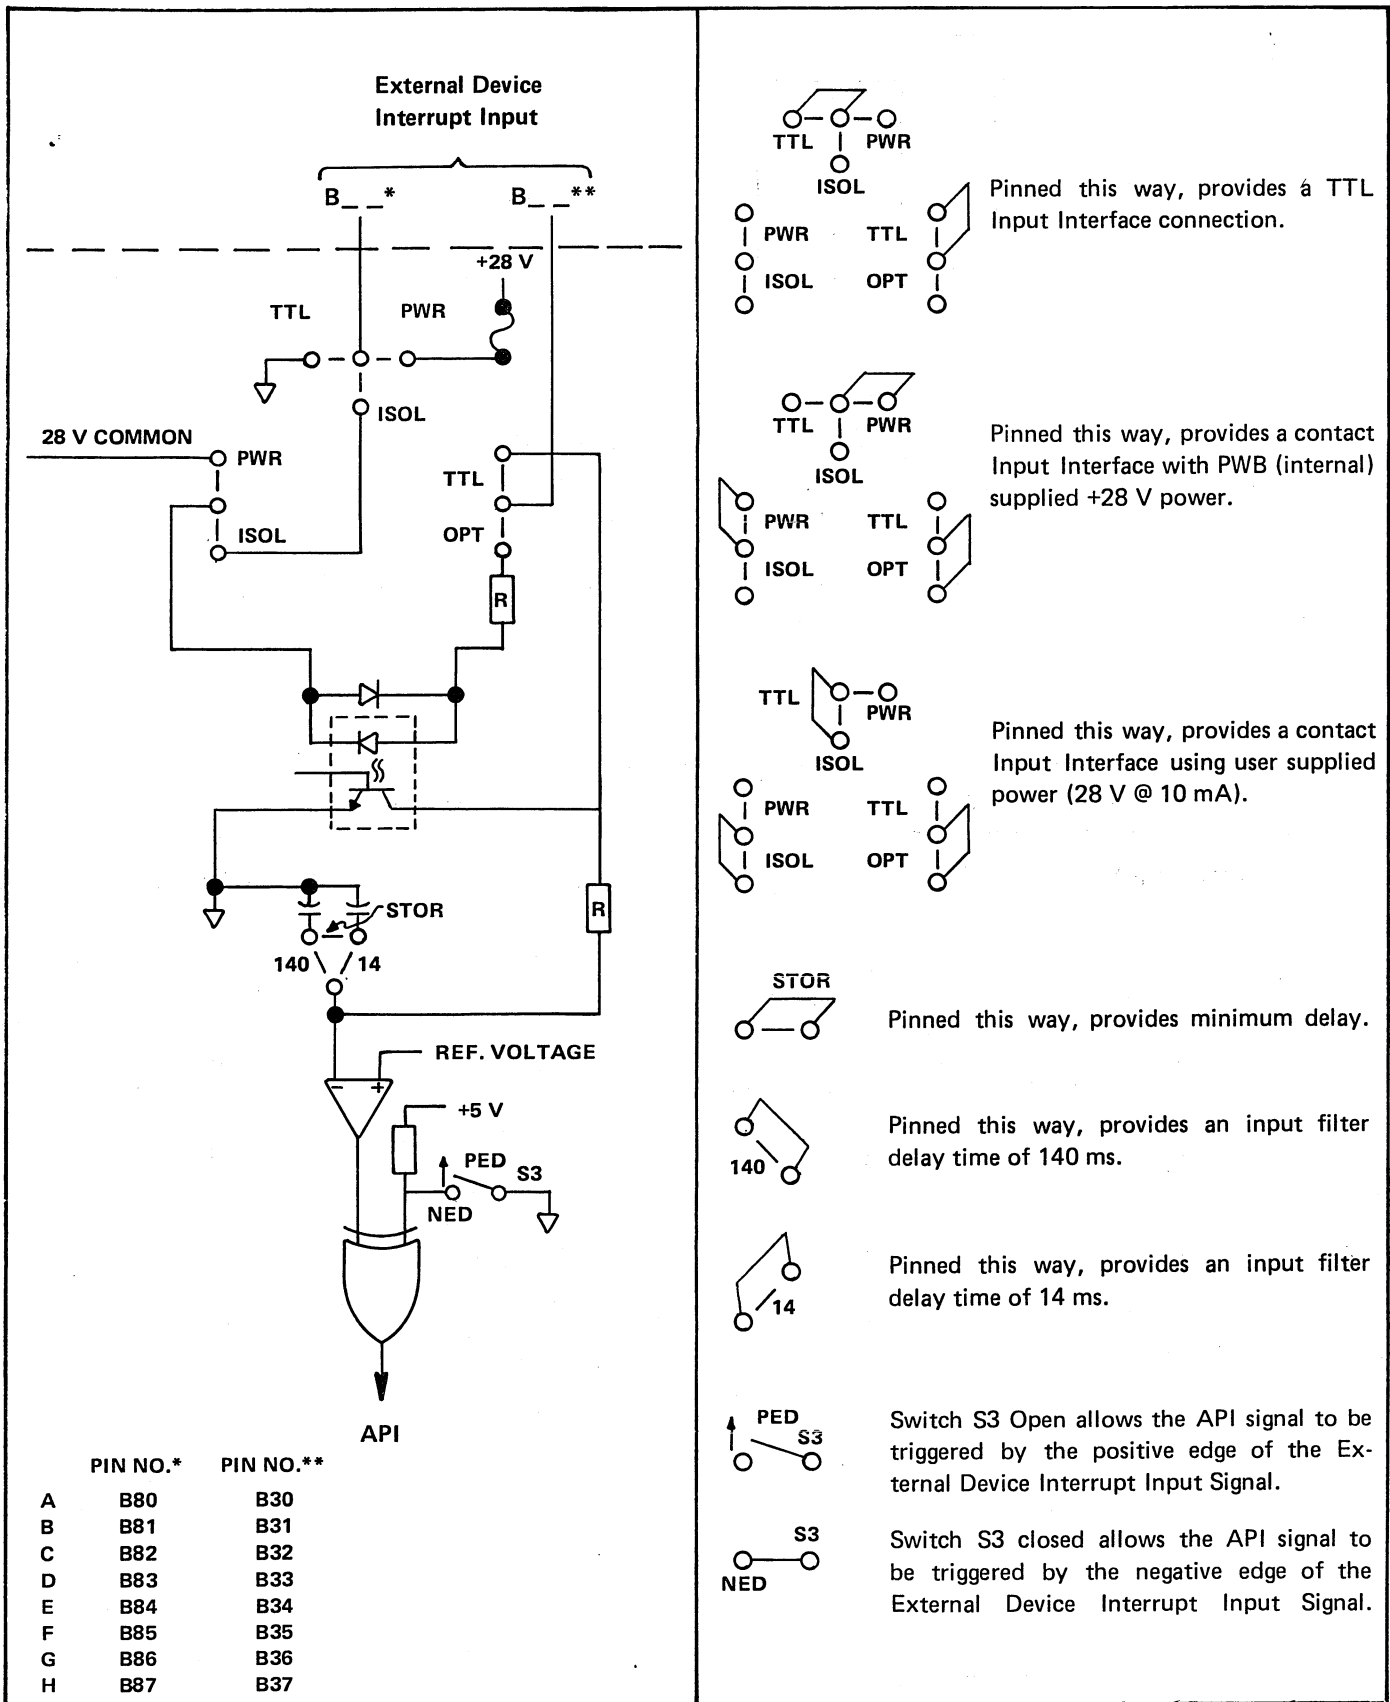 External Device
Interrupt Input
B_ _* B_ _**
+28 V
TTL PWR
ISOL
28 V COMMON
PWR
TTL
ISOL
OPT
R
STOR
R
140 14
REF. VOLTAGE
- +
+5 V
PED
S3
NED
API
PIN NO.* PIN NO.**
A B80 B30
B B81 B31
C B82 B32
D B83 B33
E B84 B34
F B85 B35
G B86 B36
H B87 B37
TTL PWR
ISOL
PWR TTL
ISOL OPT
Pinned this way, provides a TTL
Input Interface connection.
TTL PWR
ISOL
PWR TTL
ISOL OPT
Pinned this way, provides a contact
Input Interface with PWB (internal)
supplied +28 V power.
TTL PWR
ISOL
PWR TTL
ISOL OPT
Pinned this way, provides a contact
Input Interface using user supplied
power (28 V @ 10 mA).
STOR
Pinned this way, provides minimum delay.
140
Pinned this way, provides an input filter
delay time of 140 ms.
14
Pinned this way, provides an input filter
delay time of 14 ms.
PED
S3
Switch S3 Open allows the API signal to be
triggered by the positive edge of the Ex-
ternal Device Interrupt Input Signal.
S3
NED
Switch S3 closed allows the API signal to
be triggered by the negative edge of the
External Device Interrupt Input Signal.